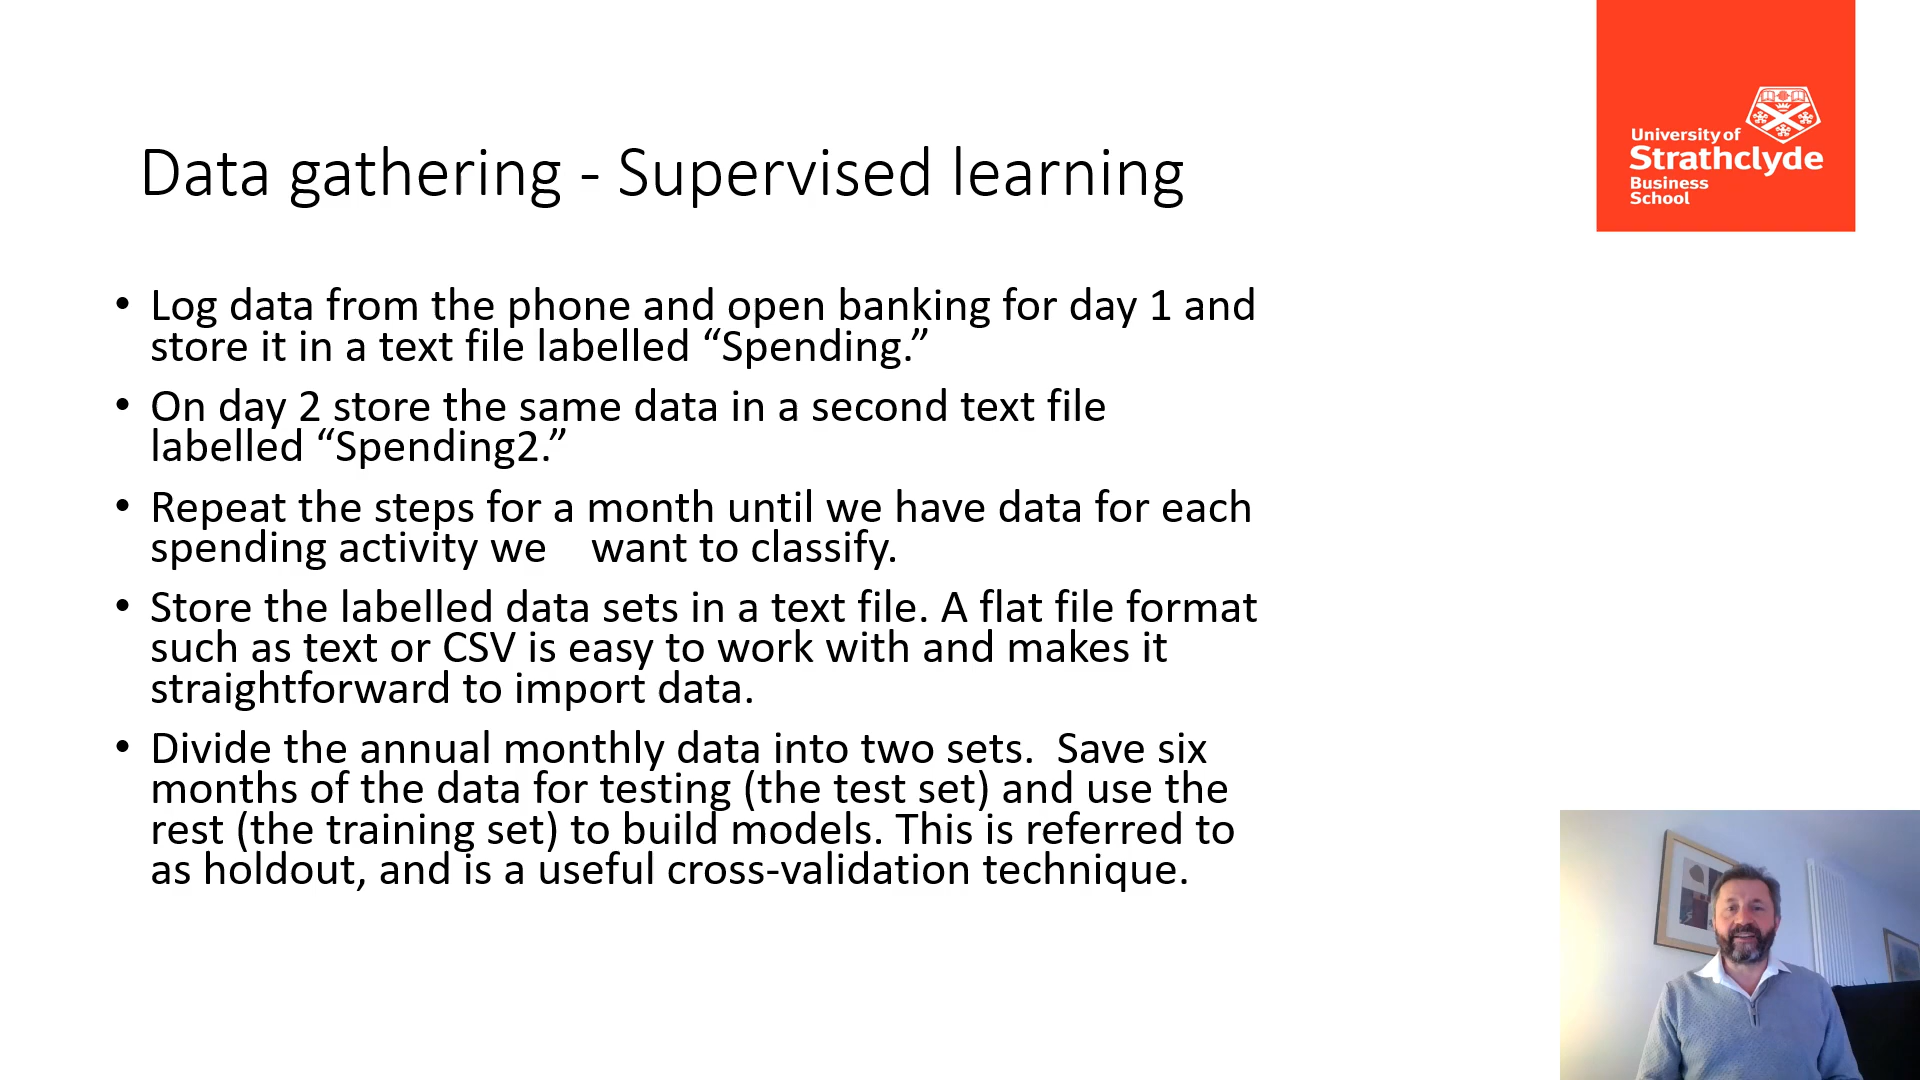 University of
Strathclyde
Business
School
Data gathering - Supervised learning
• Log data from the phone and open banking for day 1 and
store it in a text file labelled “Spending.”
• On day 2 store the same data in a second text file
labelled “Spending2.”
• Repeat the steps for a month until we have data for each
spending activity we    want to classify.
• Store the labelled data sets in a text file. A flat file format
such as text or CSV is easy to work with and makes it
straightforward to import data.
• Divide the annual monthly data into two sets.  Save six
months of the data for testing (the test set) and use the
rest (the training set) to build models. This is referred to
as holdout, and is a useful cross-validation technique.